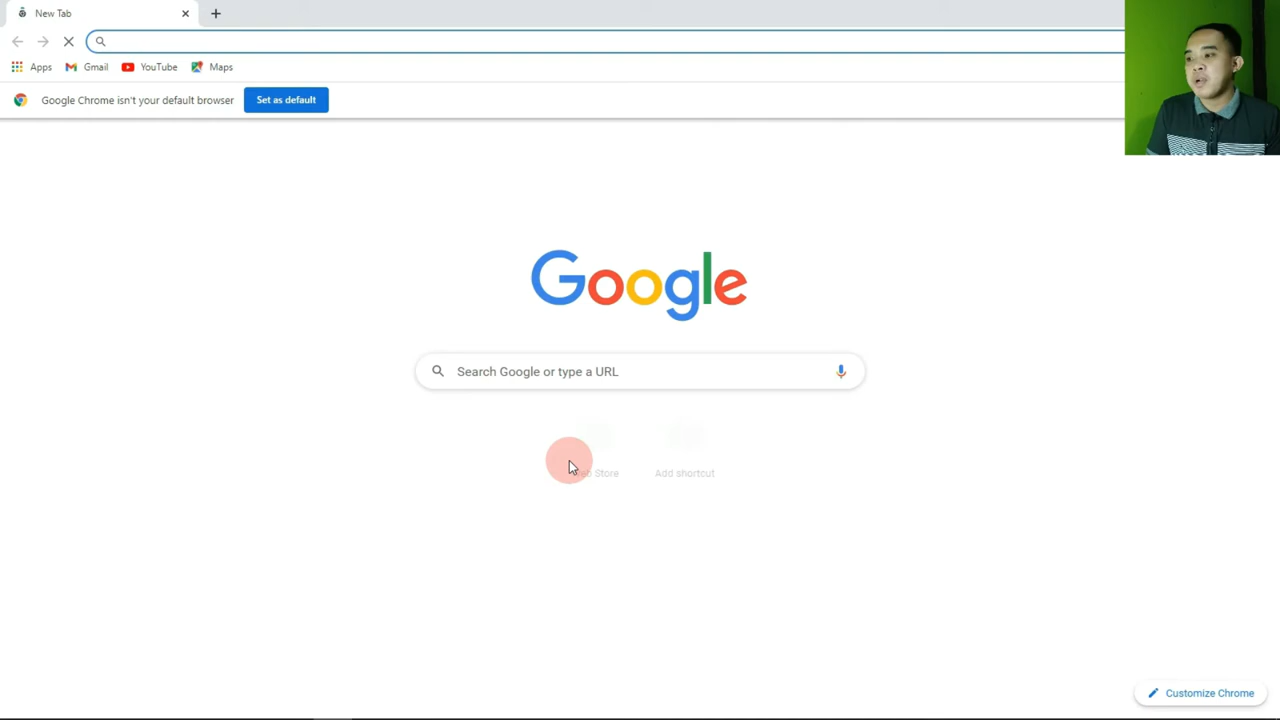 New Tab
Apps
Gmail
YouTube
Maps
Google Chrome isn't your default browser
Set as default
Google
Search Google or type a URL
Store
Add shortcut
Customize Chrome